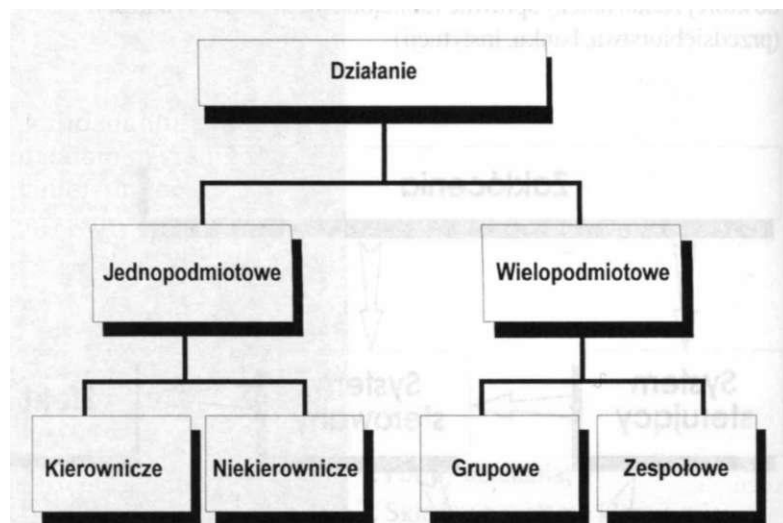 Działanie
Jednopodmiotowe
Wielopodmiotowe
Kierownicze
Niekierownicze
Grupowe
Zespołowe